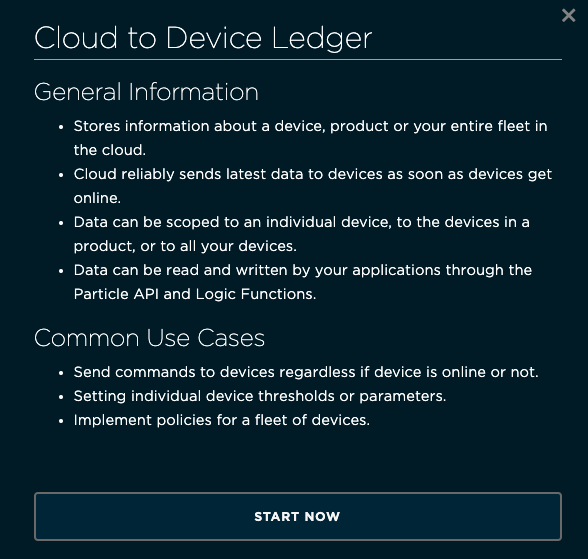 Cloud to Device Ledger
General Information
• Stores information about a device, product or your entire fleet in
the cloud.
• Cloud reliably sends latest data to devices as soon as devices get
online.
• Data can be scoped to an individual device, to the devices in a
product, or to all your devices.
• Data can be read and written by your applications through the
Particle API and Logic Functions.
Common Use Cases
• Send commands to devices regardless if device is online or not.
• Setting individual device thresholds or parameters.
• Implement policies for a fleet of devices.
START NOW